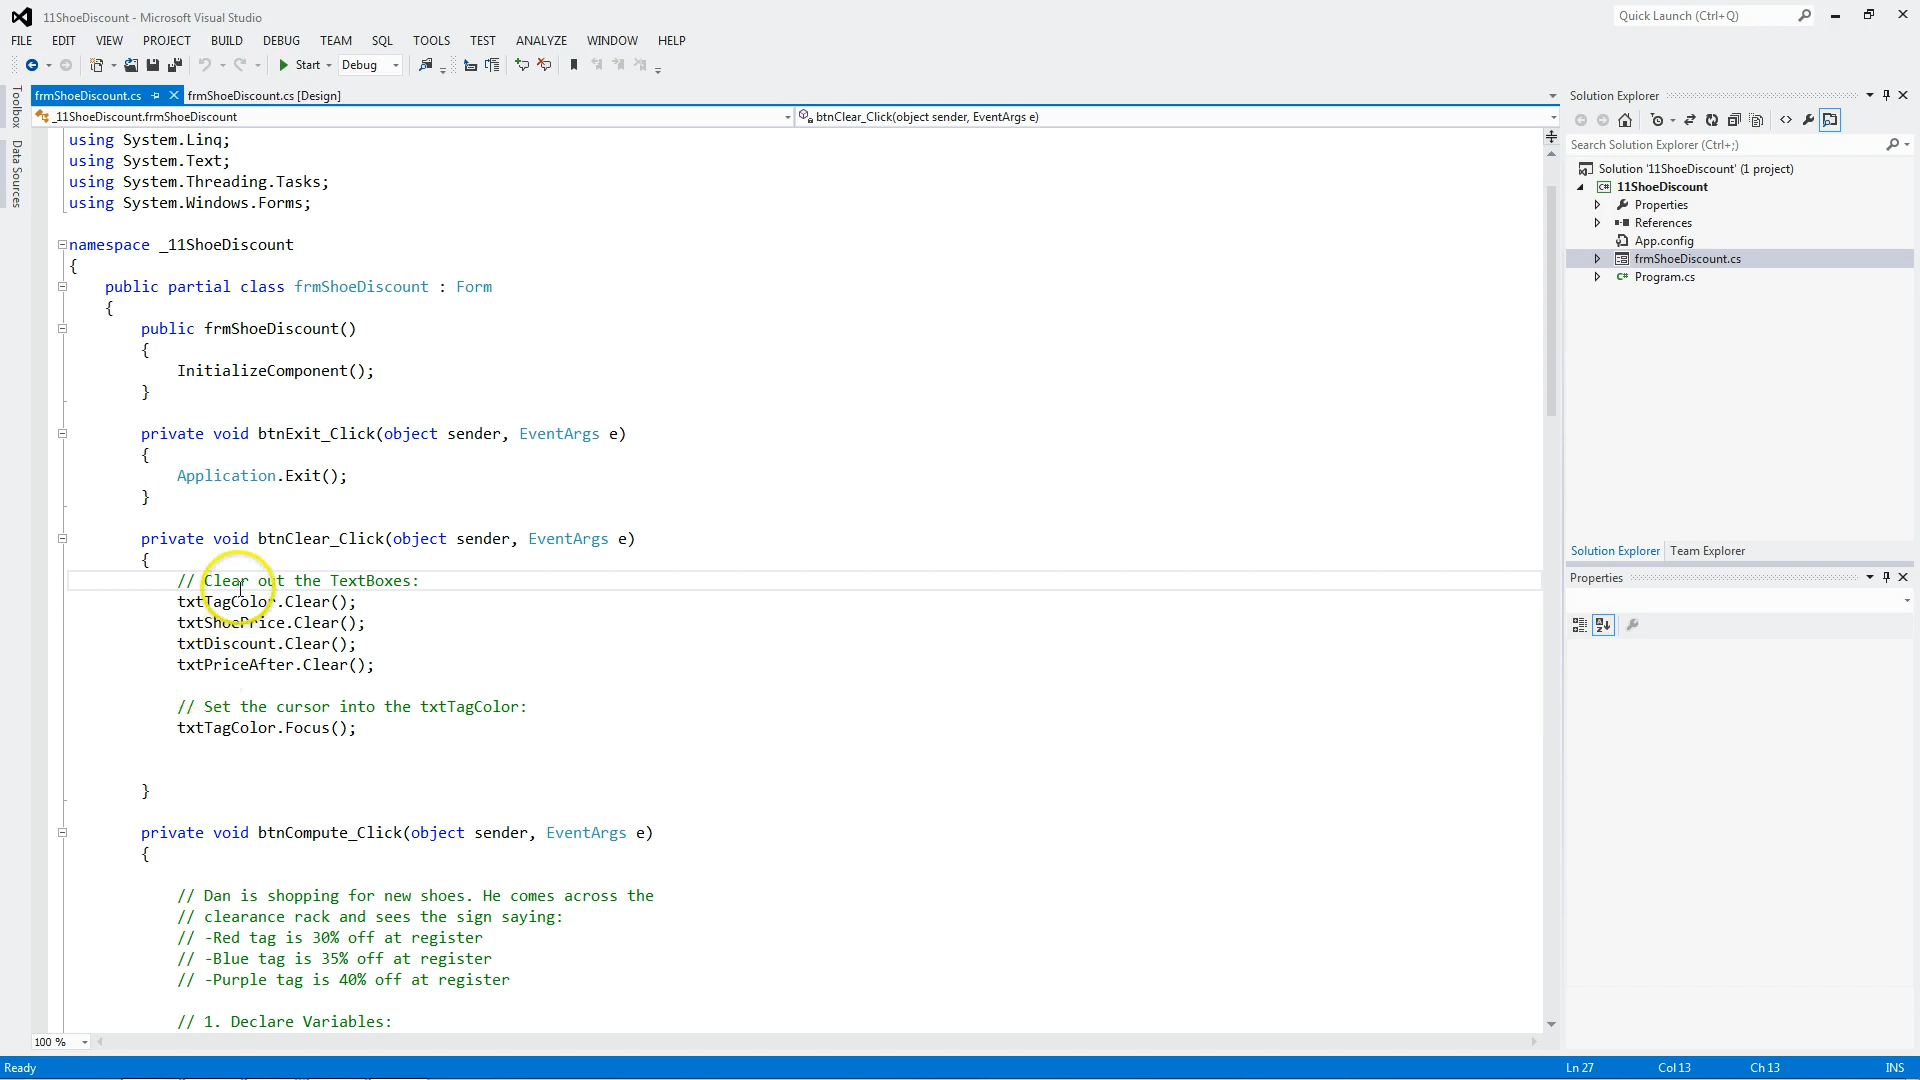 11ShoeDiscount - Microsoft Visual Studio
Quick Launch (Ctrl+Q)
FILE EDIT VIEW PROJECT BUILD DEBUG TEAM SQL TOOLS TEST ANALYZE WINDOW HELP
Start Debug
Toolbox
Data Sources
frmShoeDiscount.cs frmShoeDiscount.cs [Design]
_11ShoeDiscount.frmShoeDiscount btnClear_Click(object sender, EventArgs e)
using System.Linq;
using System.Text;
using System.Threading.Tasks;
using System.Windows.Forms;
namespace _11ShoeDiscount
{
public partial class frmShoeDiscount : Form
{
public frmShoeDiscount()
{
InitializeComponent();
}
private void btnExit_Click(object sender, EventArgs e)
{
Application.Exit();
}
private void btnClear_Click(object sender, EventArgs e)
{
// Clear out the TextBoxes:
txtTagColor.Clear();
txtShoePrice.Clear();
txtDiscount.Clear();
txtPriceAfter.Clear();
// Set the cursor into the txtTagColor:
txtTagColor.Focus();
}
private void btnCompute_Click(object sender, EventArgs e)
{
// Dan is shopping for new shoes. He comes across the
// clearance rack and sees the sign saying:
// -Red tag is 30% off at register
// -Blue tag is 35% off at register
// -Purple tag is 40% off at register
// 1. Declare Variables:
100 %
Solution Explorer
Search Solution Explorer (Ctrl+;)
Solution '11ShoeDiscount' (1 project)
C# 11ShoeDiscount
Properties
References
App.config
frmShoeDiscount.cs
C# Program.cs
Solution Explorer Team Explorer
Properties
Ready Ln 27 Col 13 Ch 13 INS